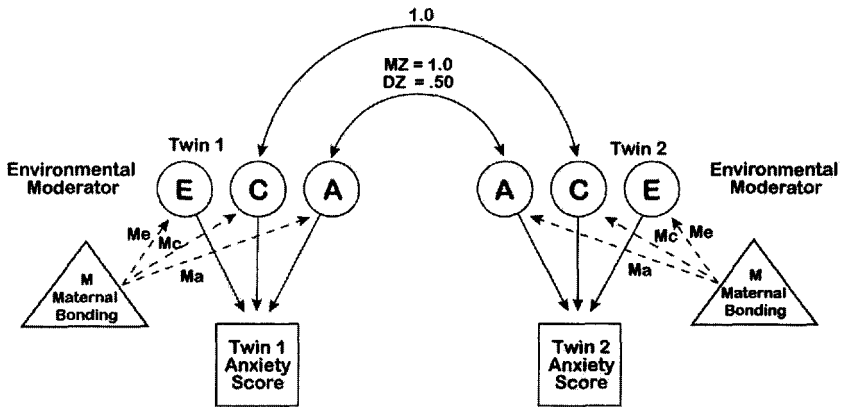 1.0
MZ = 1.0
DZ = .50
Twin 1
Twin 2
Environmental
Moderator
Environmental
Moderator
E
C
A
A
C
E
Me
Mc
Ma
Me
Mc
Ma
M
Maternal
Bonding
M
Maternal
Bonding
Twin 1
Anxiety
Score
Twin 2
Anxiety
Score